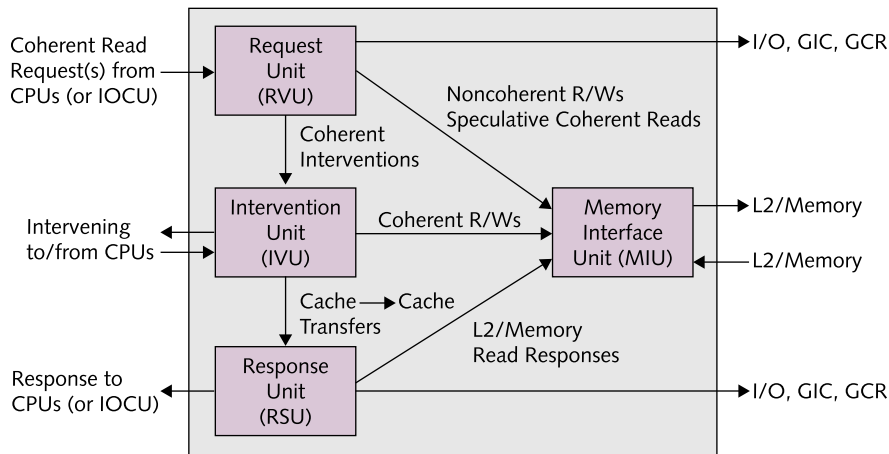 Coherent Read
Request(s) from
CPUs (or IOCU)
Request
Unit
(RVU)
I/O, GIC, GCR
Noncoherent R/Ws
Speculative Coherent Reads
Coherent
Interventions
Intervening
to/from CPUs
Intervention
Unit
(IVU)
Coherent R/Ws
Memory
Interface
Unit (MIU)
L2/Memory
L2/Memory
Cache Cache
Transfers
L2/Memory
Read Responses
Response to
CPUs (or IOCU)
Response
Unit
(RSU)
I/O, GIC, GCR